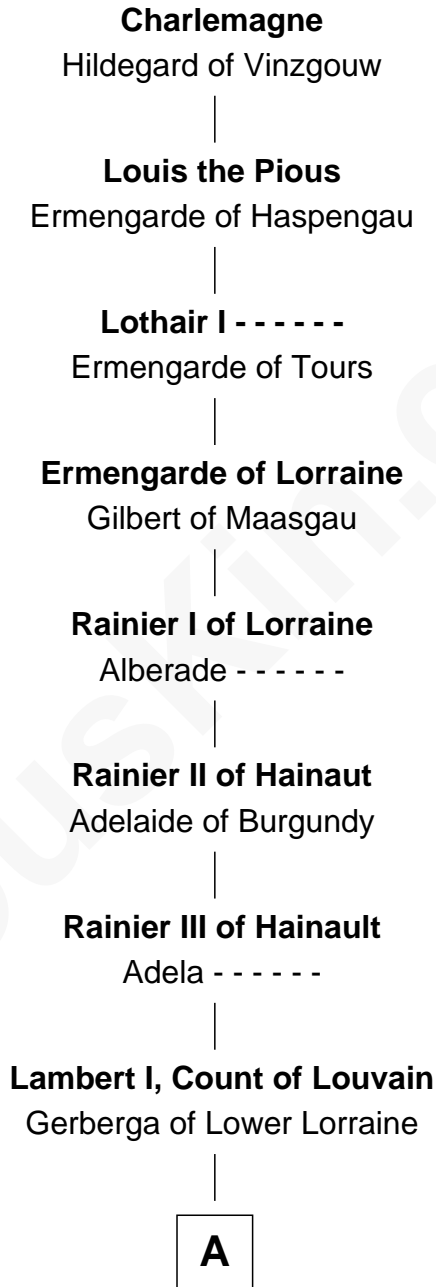 Charlemagne
Hildegard of Vinzgouw
Louis the Pious
Ermengarde of Haspengau
Lothair I - - - - - -
Ermengarde of Tours
Ermengarde of Lorraine
Gilbert of Maasgau
Rainier I of Lorraine
Alberade - - - - - -
Rainier II of Hainaut
Adelaide of Burgundy
Rainier III of Hainault
Adela - - - - - -
Lambert I, Count of Louvain
Gerberga of Lower Lorraine
A